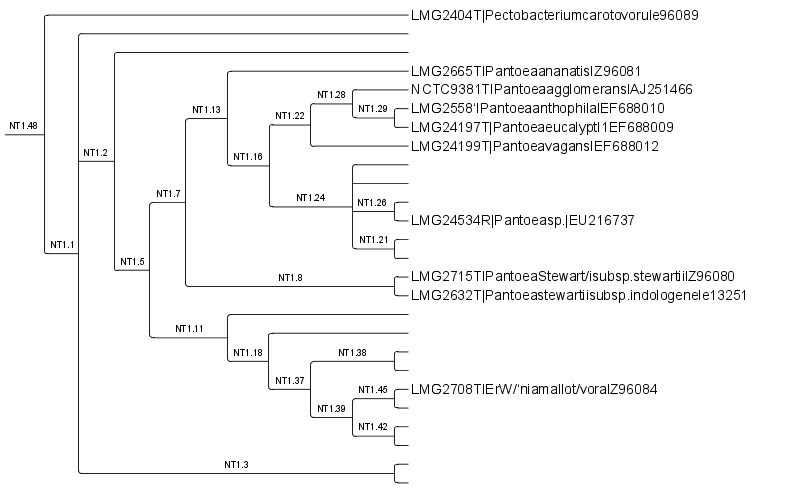 LMG2404T|Pectobacteriumcarotovorule96089
LMG2665TIPantoeaananatisIZ96081
NCTC9381TIPantoeaagglomeransIAJ251466
NT1.28
NT1.13
LMG2558'IPantoeaanthophilaIEF688010
NT1.29
NT1.22
NT1.48
LMG24197T|PantoeaeucalyptI1EF688009
LMG24199T|PantoeavagansIEF688012
NT1.2
NT1.16
NT1.7
NT1.24
NT1.26
LMG24534R|Pantoeasp.|EU216737
NT1.1
NT1.21
NT1.5
NT1.8
LMG2715TIPantoeaStewart/isubsp.stewartiiIZ96080
LMG2632T|Pantoeastewartiisubsp.indologenele13251
NT1.11
NT1.18
NT1.38
NT1.37
NT1.45
LMG2708TIErW/'niamallot/voraIZ96084
NT1.39
NT1.42
NT1.3